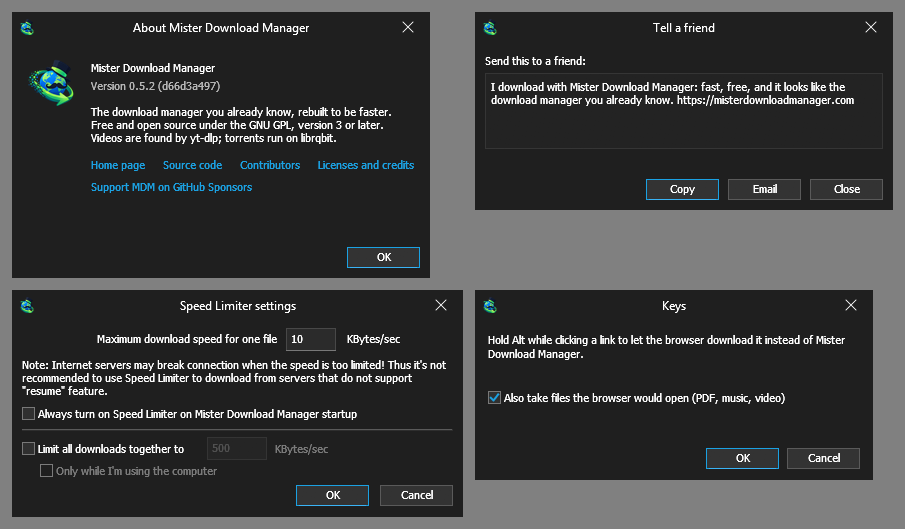 About Mister Download Manager
Mister Download Manager
Version 0.5.2 (d66d3a497)
The download manager you already know, rebuilt to be faster.
Free and open source under the GNU GPL, version 3 or later.
Videos are found by yt-dlp; torrents run on librqbit.
Home page Source code Contributors Licenses and credits
Support MDM on GitHub Sponsors
OK
Tell a friend
Send this to a friend:
I download with Mister Download Manager: fast, free, and it looks like the
download manager you already know. https://misterdownloadmanager.com
Copy Email Close
Speed Limiter settings
Maximum download speed for one file 10 KBytes/sec
Note: Internet servers may break connection when the speed is too limited! Thus it's not
recommended to use Speed Limiter to download from servers that do not support
"resume" feature.
Always turn on Speed Limiter on Mister Download Manager startup
Limit all downloads together to 500 KBytes/sec
Only while I'm using the computer
OK Cancel
Keys
Hold Alt while clicking a link to let the browser download it instead of Mister
Download Manager.
Also take files the browser would open (PDF, music, video)
OK Cancel